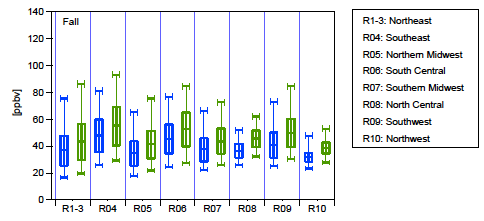 140
120
100
80
60
40
20
0
[ppbv]
Fall
R1-3 R04 R05 R06 R07 R08 R09 R10
R1-3: Northeast
R04: Southeast
R05: Northern Midwest
R06: South Central
R07: Southern Midwest
R08: North Central
R09: Southwest
R10: Northwest